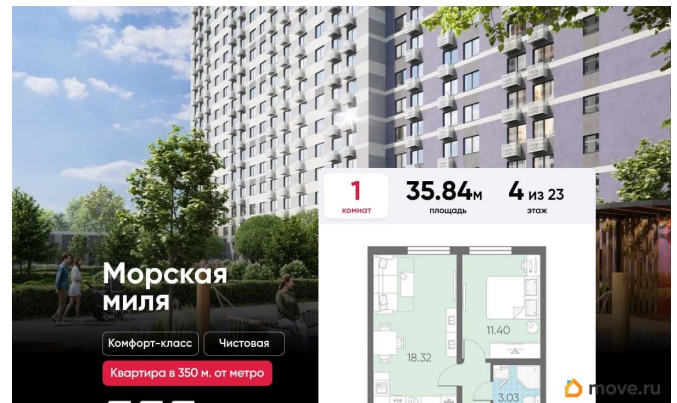 1
комнат
35.84м
площадь
4 из 23
этаж
Морская
миля
Комфорт-класс
Чистовая
Квартира в 350 м. от метро
18.32
11.40
3.03
move.ru